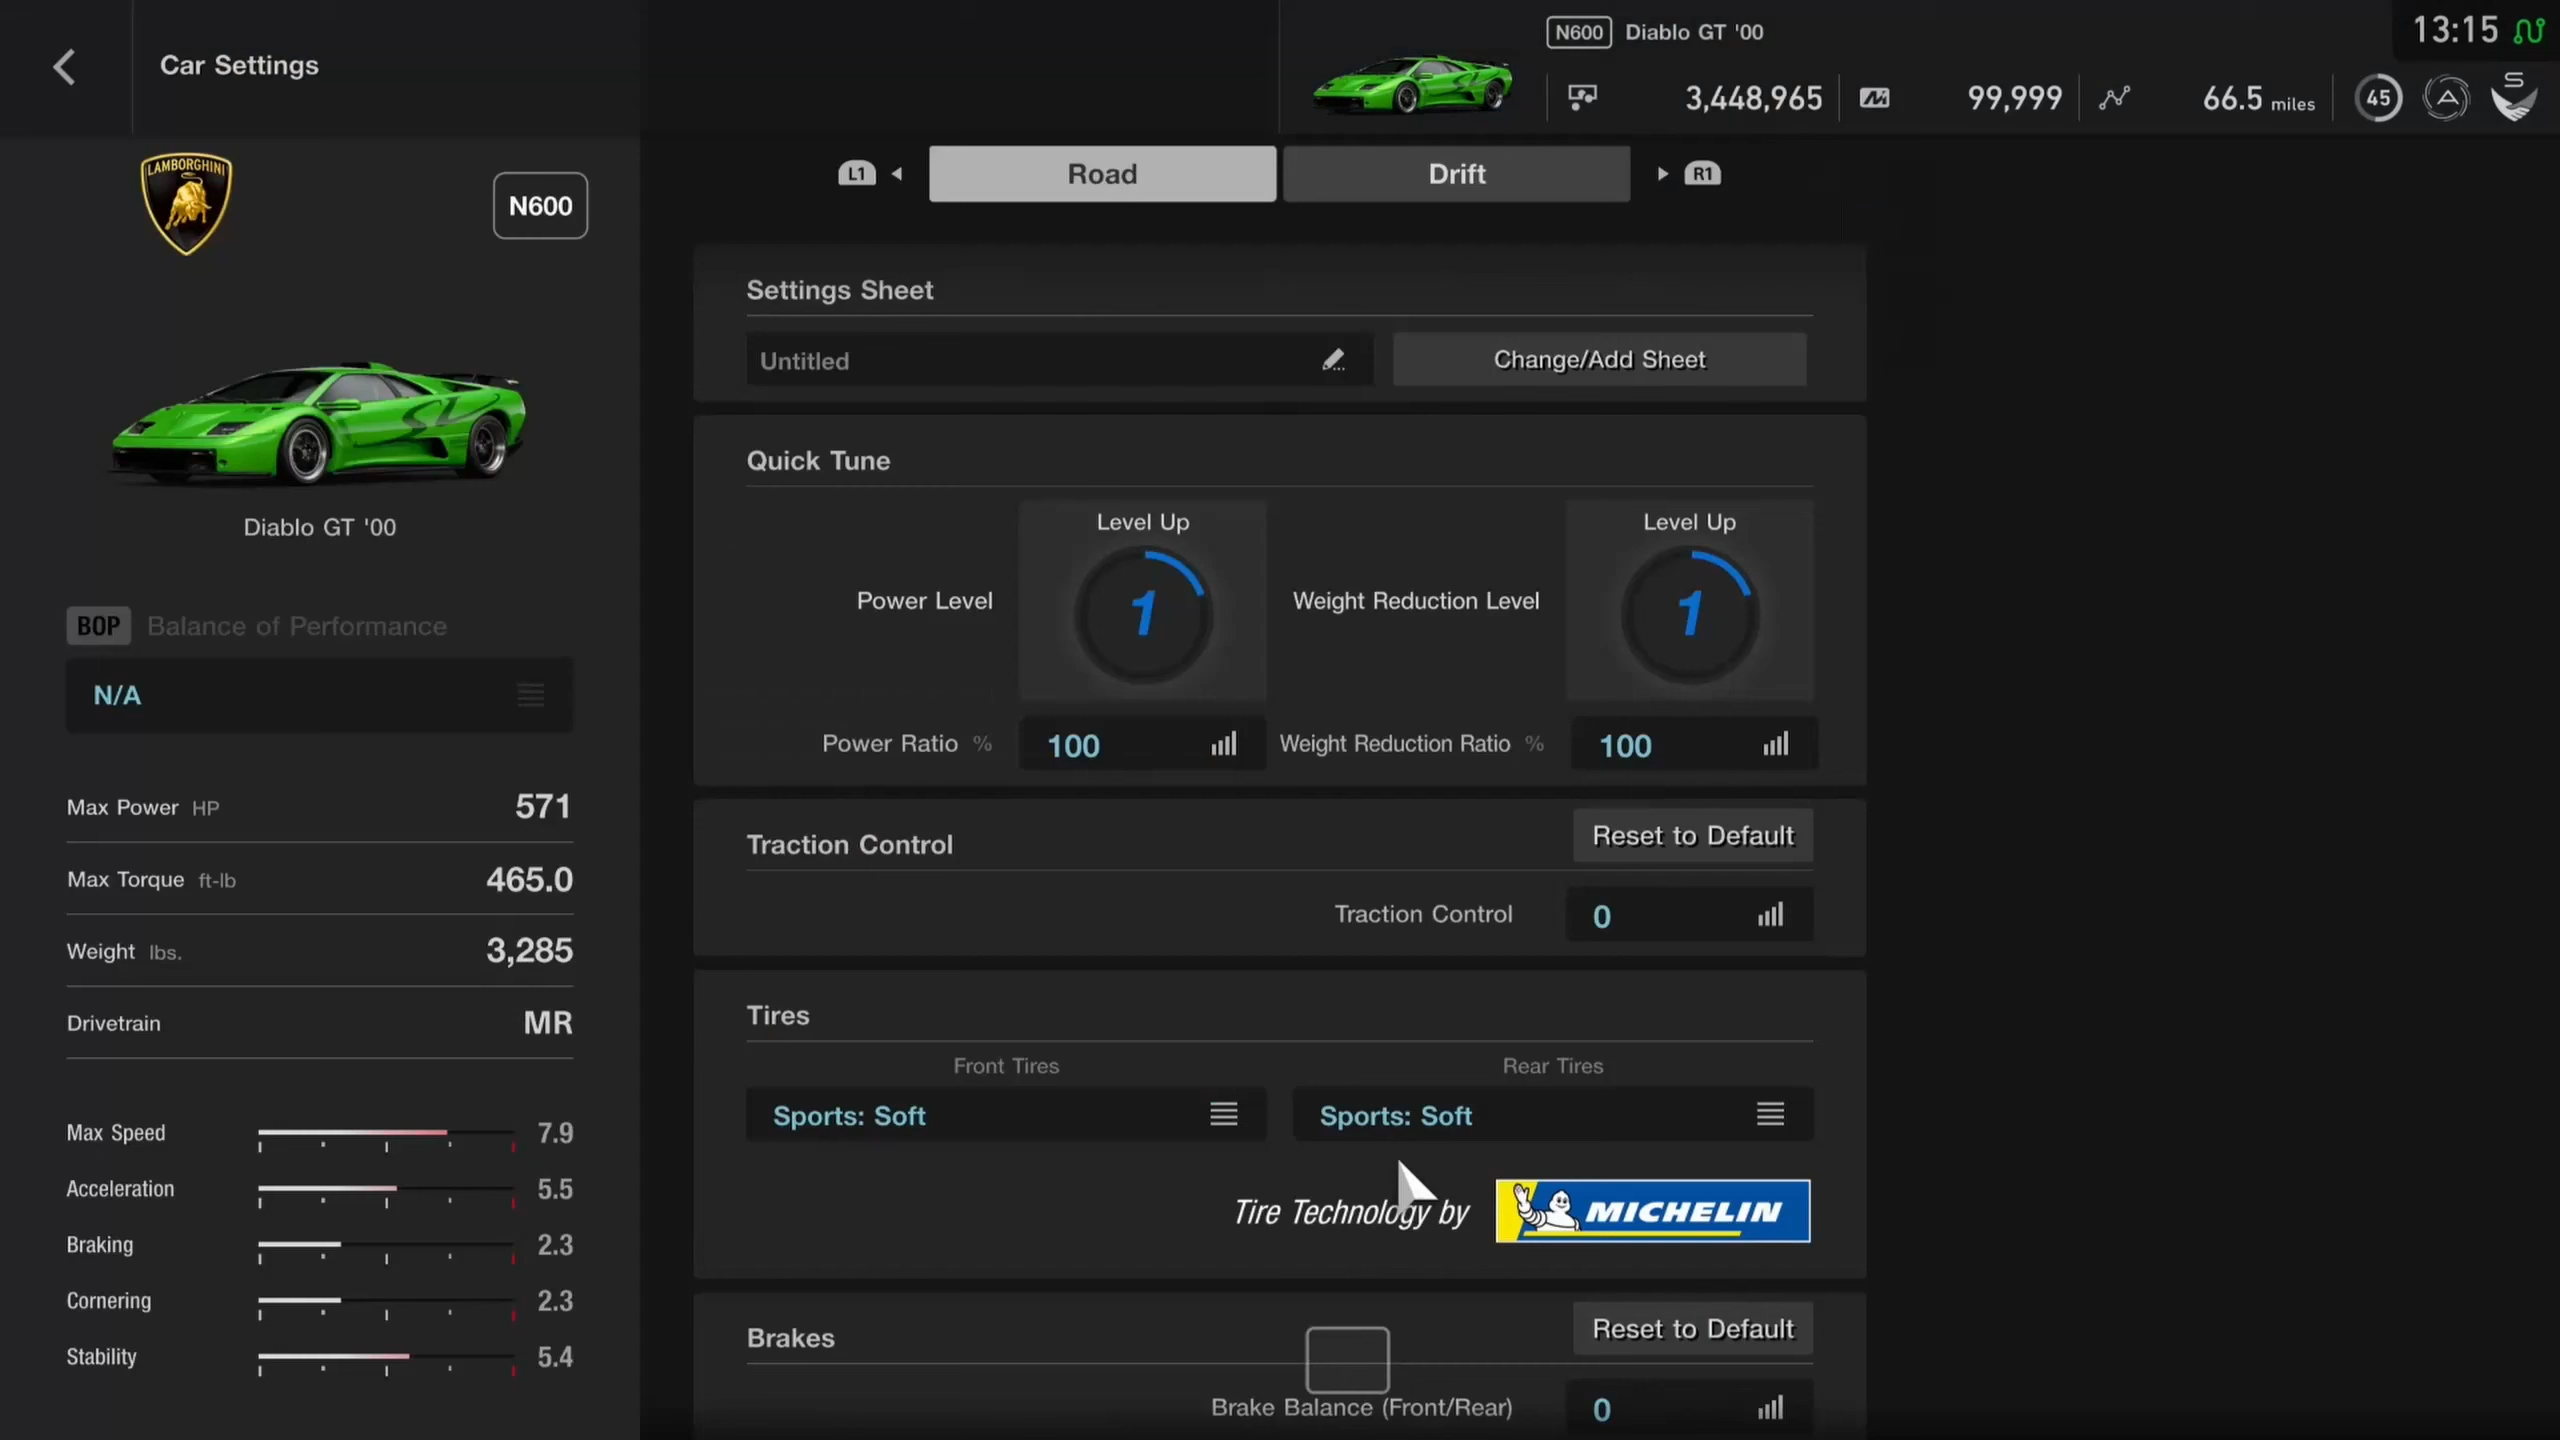 Car Settings
N600 Diablo GT '00
13:15
3,448,965
99,999
66.5 miles
45
A
S
LAMBORGHINI
N600
Diablo GT '00
BOP Balance of Performance
N/A
Max Power HP 571
Max Torque ft-lb 465.0
Weight lbs. 3,285
Drivetrain MR
Max Speed 7.9
Acceleration 5.5
Braking 2.3
Cornering 2.3
Stability 5.4
L1 Road Drift R1
Settings Sheet
Untitled Change/Add Sheet
Quick Tune
Level Up Level Up
Power Level 1 Weight Reduction Level 1
Power Ratio % 100 Weight Reduction Ratio % 100
Traction Control Reset to Default
Traction Control 0
Tires
Front Tires Rear Tires
Sports: Soft Sports: Soft
Tire Technology by MICHELIN
Brakes Reset to Default
Brake Balance (Front/Rear) 0